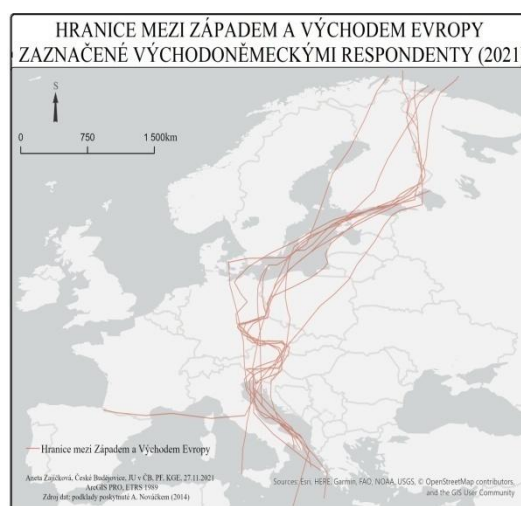 HRANICE MEZI ZÁPADEM A VÝCHODEM EVROPY
ZAZNAČENÉ VÝCHODONĚMECKÝMI RESPONDENTY (2021)
S
0 750 1 500km
Hranice mezi Západem a Východem Evropy
Aneta Zajíčková, České Budějovice, JU v ČB, PF, KGE, 27.11.2021
ArcGIS PRO, ETRS 1989
Zdroj dat: podklady poskytnuté A. Nováčkem (2014)
Sources: Esri, HERE, Garmin, FAO, NOAA, USGS, © OpenStreetMap contributors,
and the GIS User Community